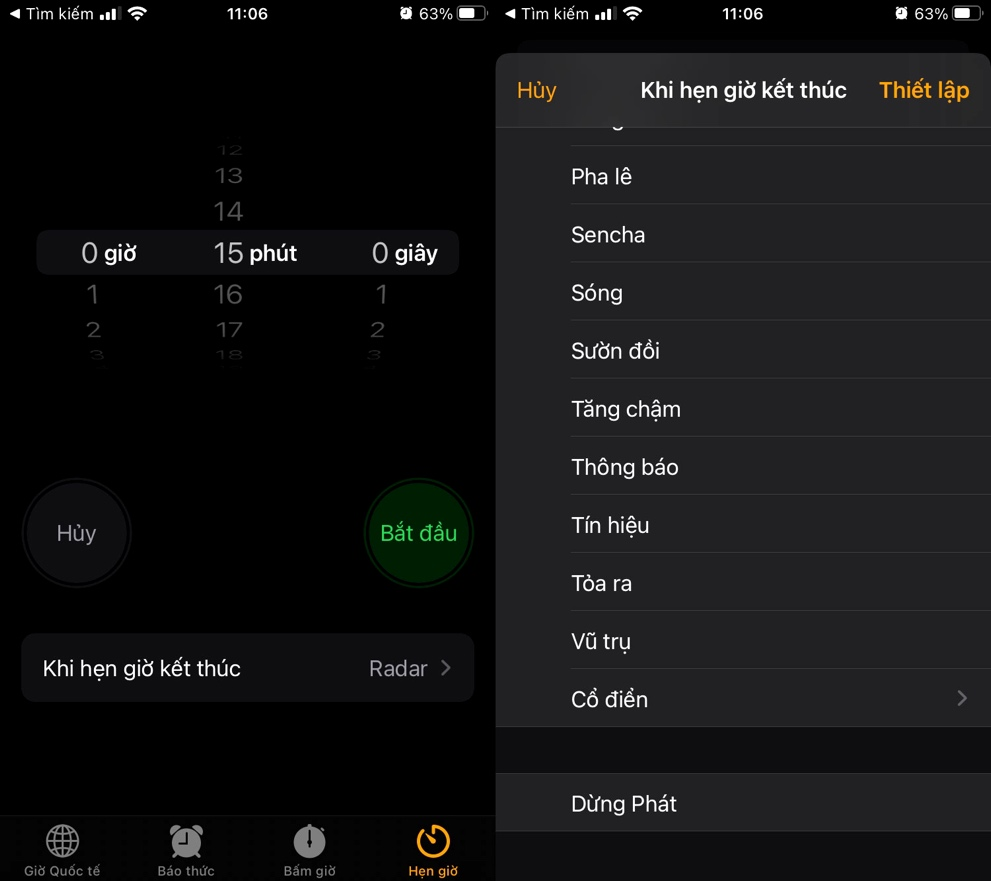 Tìm kiếm 11:06 63%
12
13
14
0 giờ 15 phút 0 giây
1 16 1
2 17 2
3 18 3
Hủy Bắt đầu
Khi hẹn giờ kết thúc Radar
Giờ Quốc tế Báo thức Bấm giờ Hẹn giờ
Tìm kiếm 11:06 63%
Hủy Khi hẹn giờ kết thúc Thiết lập
Pha lê
Sencha
Sóng
Sườn đồi
Tăng chậm
Thông báo
Tín hiệu
Tỏa ra
Vũ trụ
Cổ điển
Dừng Phát